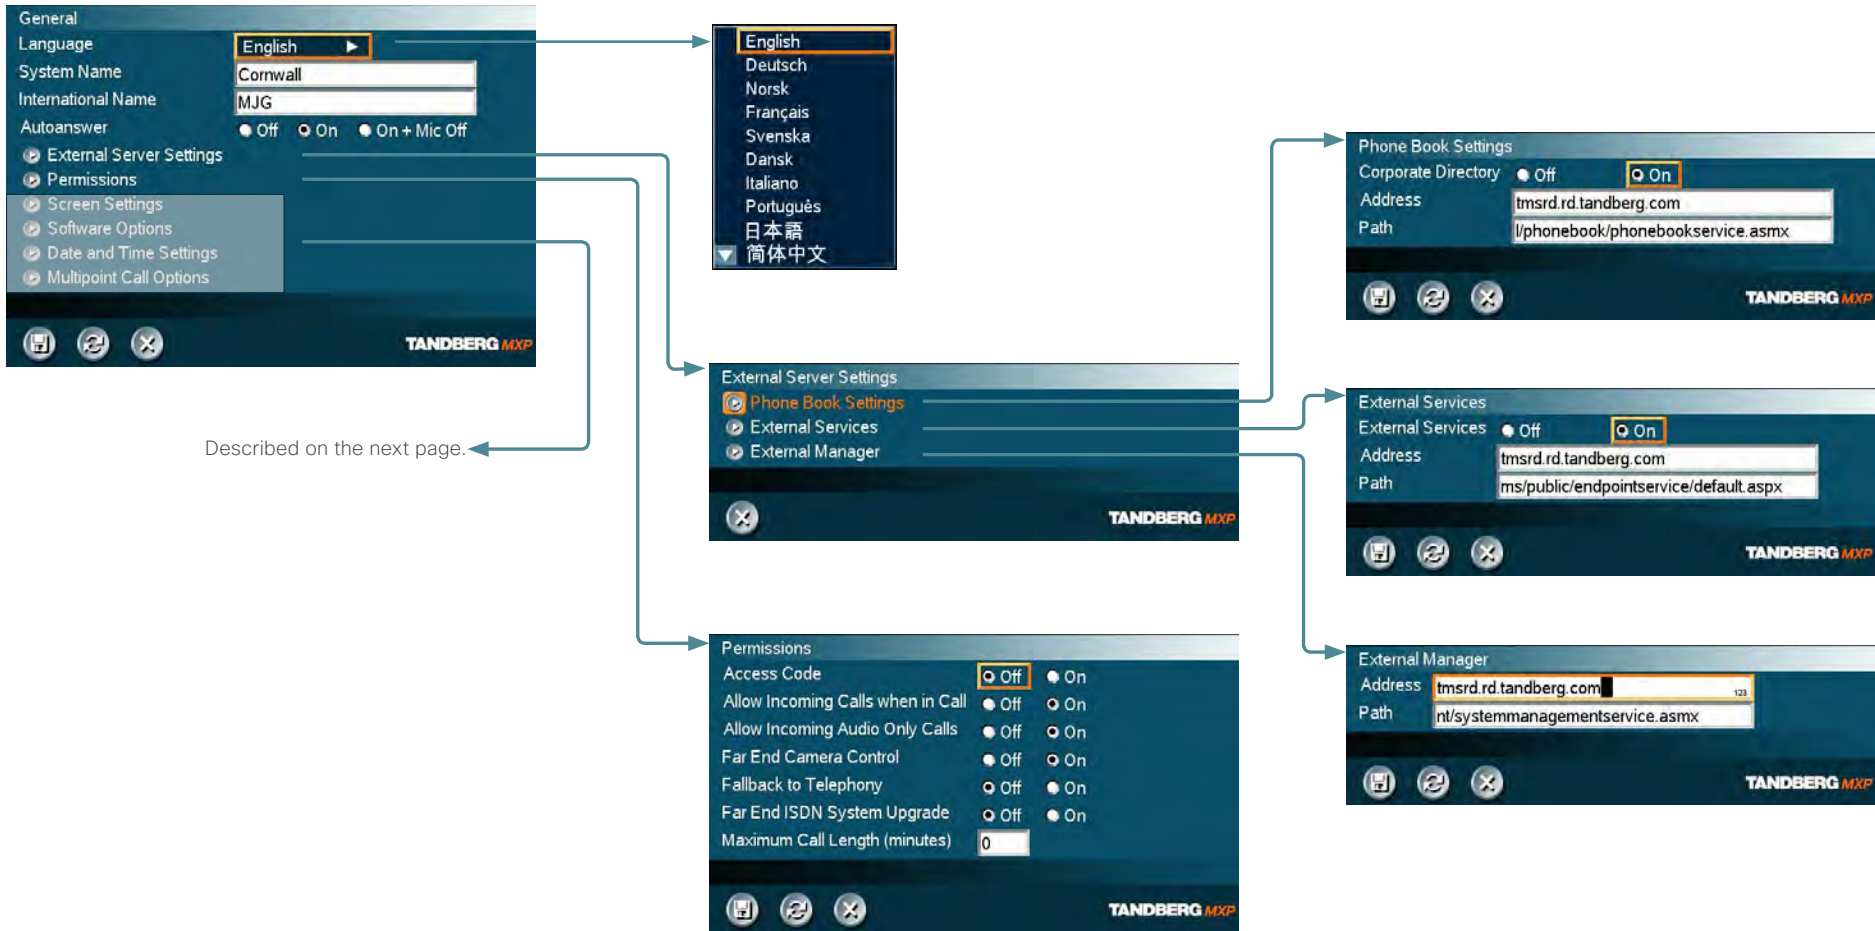 General
Language English
System Name Cornwall
International Name MJG
Autoanswer Off On On + Mic Off
External Server Settings
Permissions
Screen Settings
Software Options
Date and Time Settings
Multipoint Call Options
TANDBERG MXP
Described on the next page.
English
Deutsch
Norsk
Français
Svenska
Dansk
Italiano
Português
日本語
简体中文
External Server Settings
Phone Book Settings
External Services
External Manager
TANDBERG MXP
Permissions
Access Code Off On
Allow Incoming Calls when in Call Off On
Allow Incoming Audio Only Calls Off On
Far End Camera Control Off On
Fallback to Telephony Off On
Far End ISDN System Upgrade Off On
Maximum Call Length (minutes) 0
TANDBERG MXP
Phone Book Settings
Corporate Directory Off On
Address tmsrd.rd.tandberg.com
Path l/phonebook/phonebookservice.asmx
TANDBERG MXP
External Services
External Services Off On
Address tmsrd.rd.tandberg.com
Path ms/public/endpointservice/default.aspx
TANDBERG MXP
External Manager
Address tmsrd.rd.tandberg.com 123
Path nt/systemmanagementservice.asmx
TANDBERG MXP